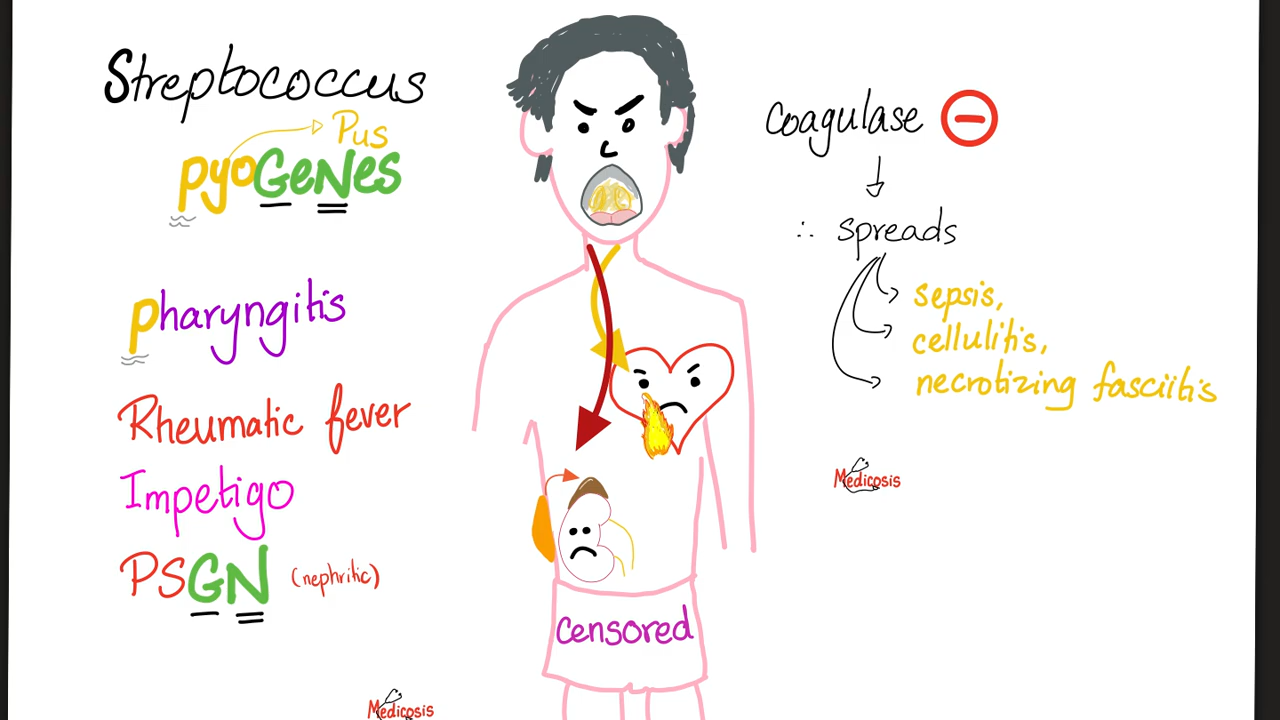 Streptococcus
Pus
pyoGeNes
Pharyngitis
Rheumatic fever
Impetigo
PSGN (nephritic)
Censored
Coagulase ⊖
∴ spreads
sepsis,
cellulitis,
necrotizing fasciitis
Medicosis
Medicosis